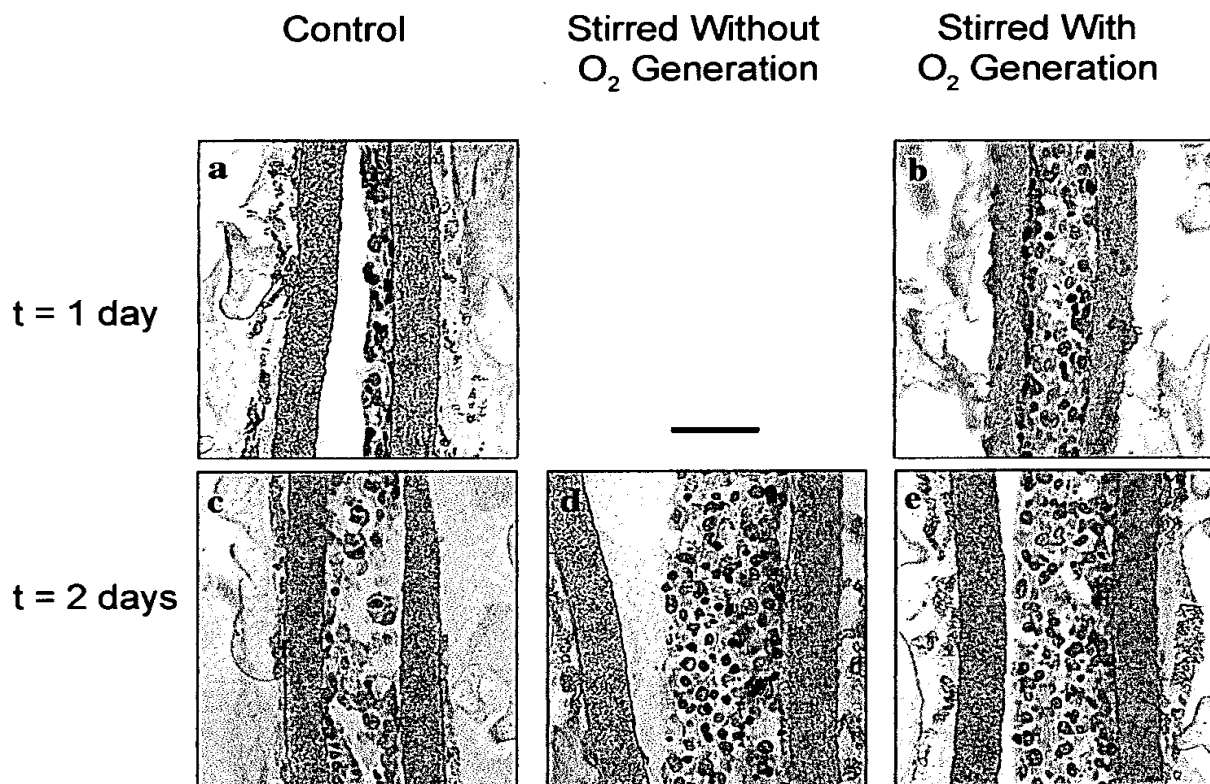 Control
Stirred Without
O₂ Generation
Stirred With
O₂ Generation
t = 1 day
a
b
t = 2 days
c
d
e